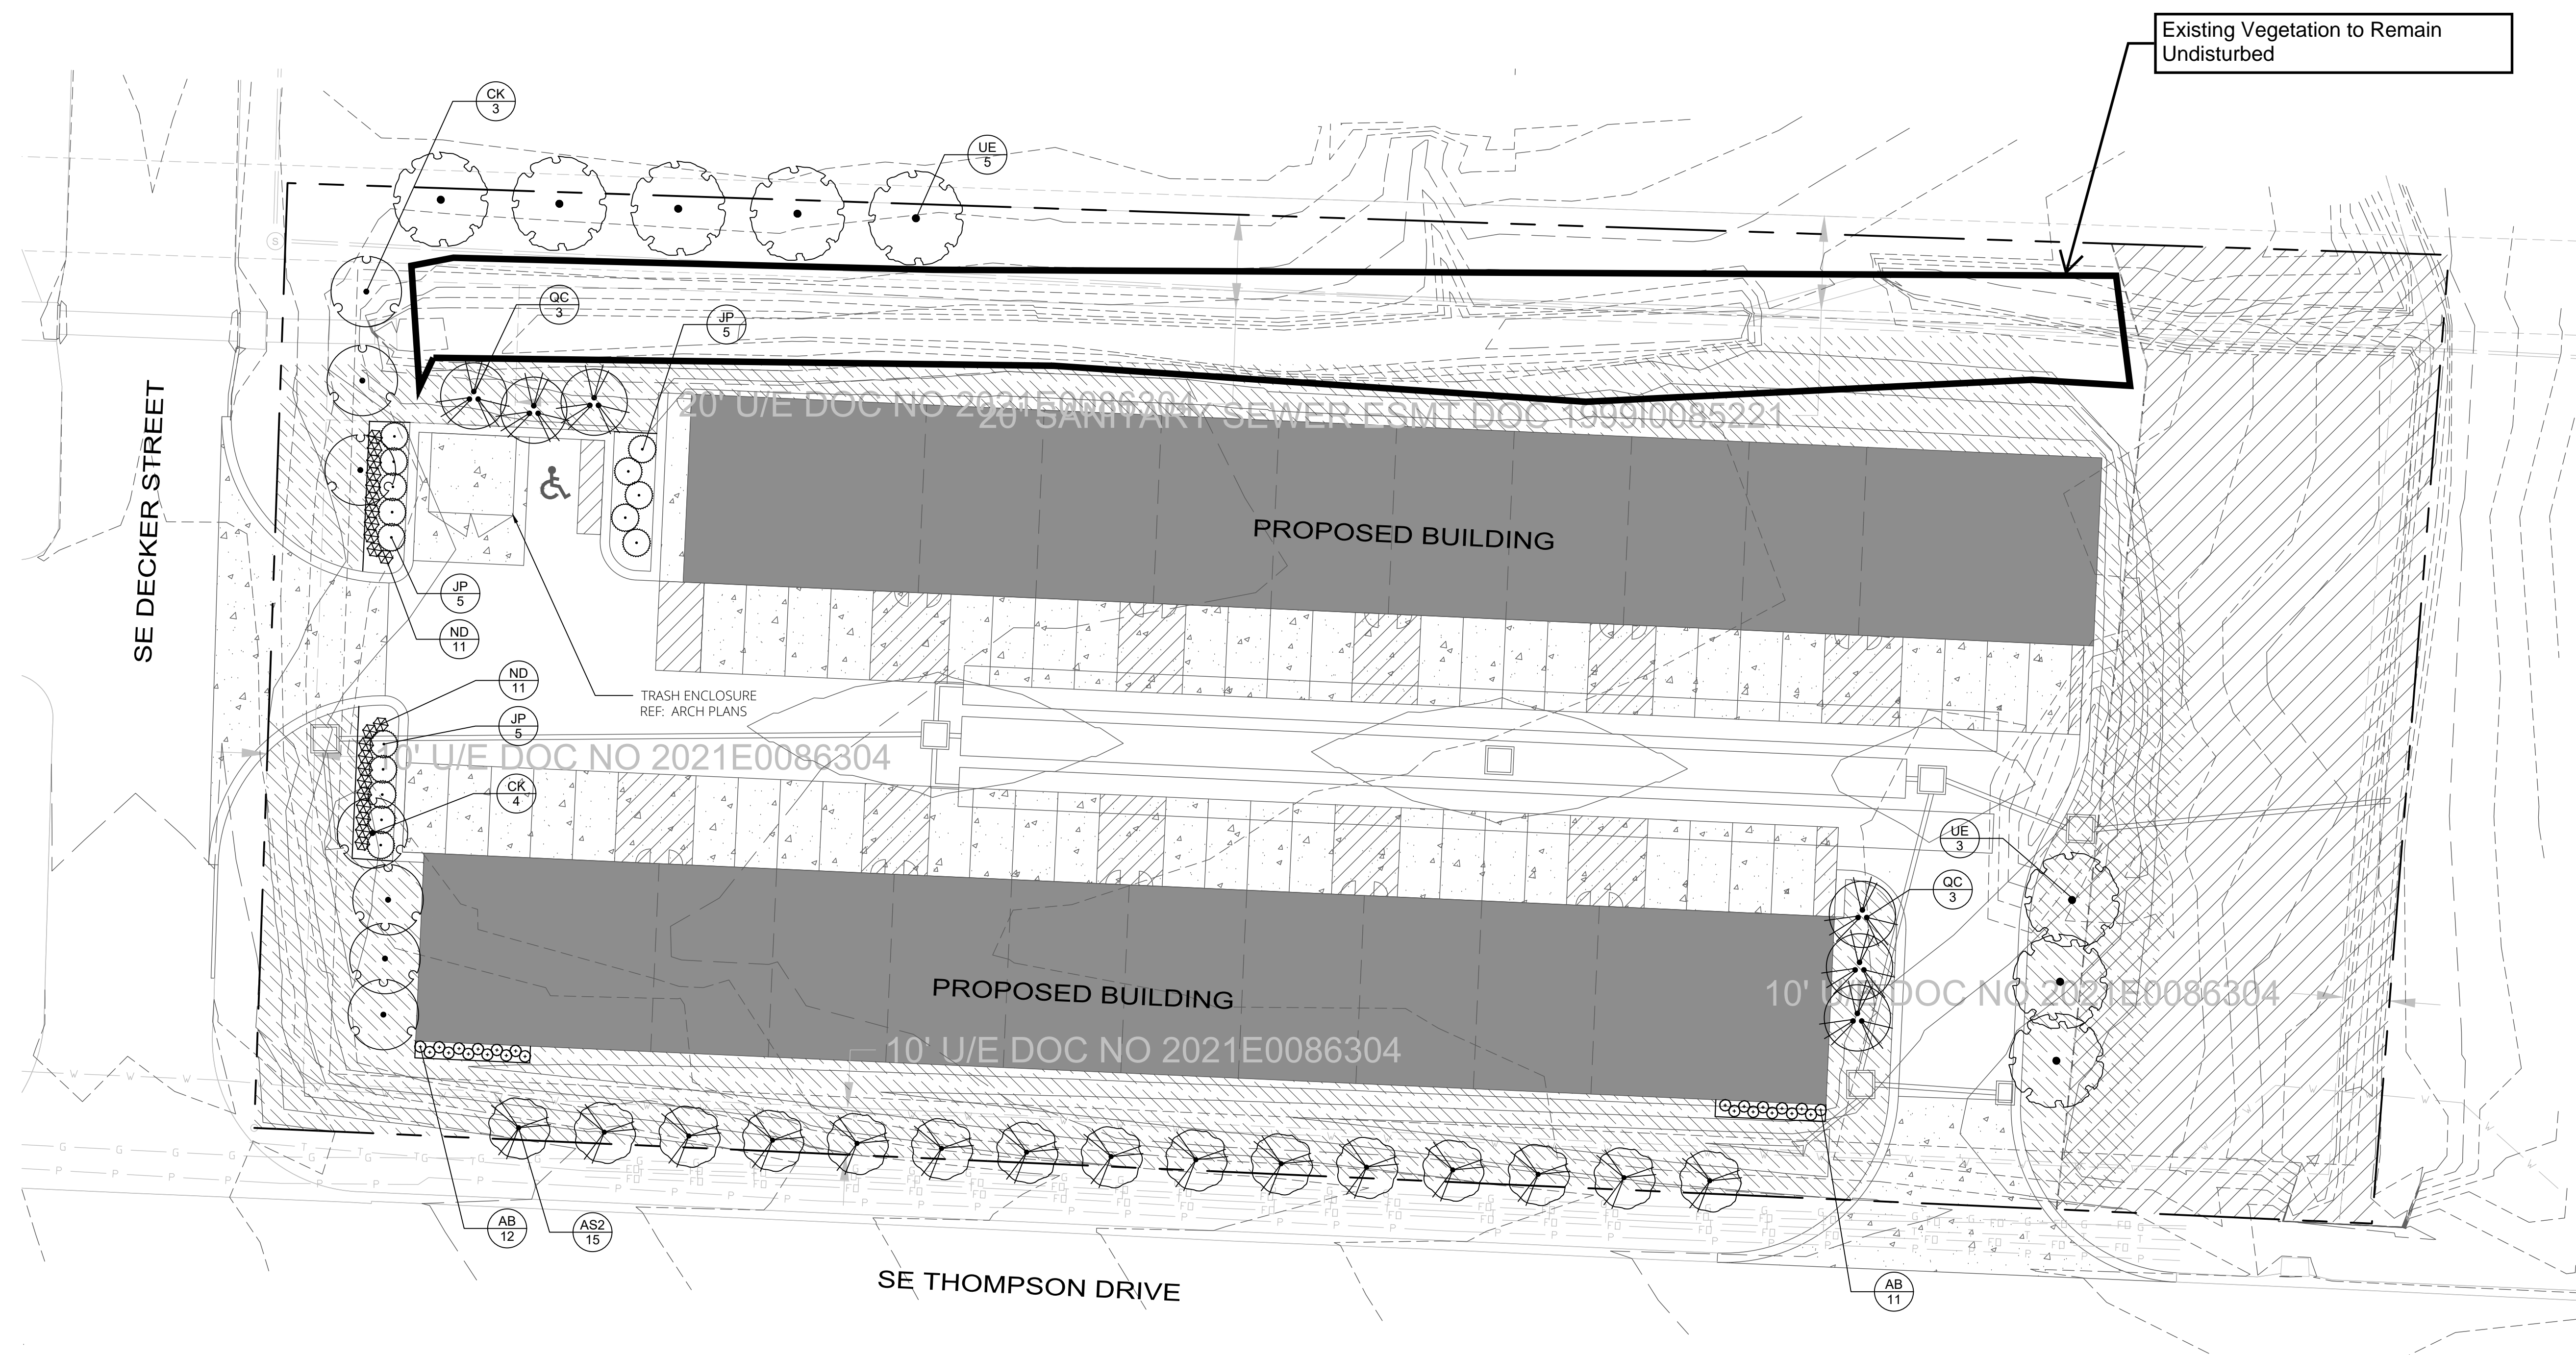 Existing Vegetation to Remain
Undisturbed
CK
3
UE
5
S
QC
3
JP
5
20' U/E DOC NO 2021E0086304
20' SANITARY SEWER ESMT DOC 1999I0085221
SE DECKER STREET
PROPOSED BUILDING
JP
5
ND
11
ND
11
TRASH ENCLOSURE
REF: ARCH PLANS
JP
5
10' U/E DOC NO 2021E0086304
CK
4
UE
3
QC
3
PROPOSED BUILDING
10' U/E DOC NO 2021E0086304
10' U/E DOC NO 2021E0086304
AB
12
AS2
15
SE THOMPSON DRIVE
AB
11